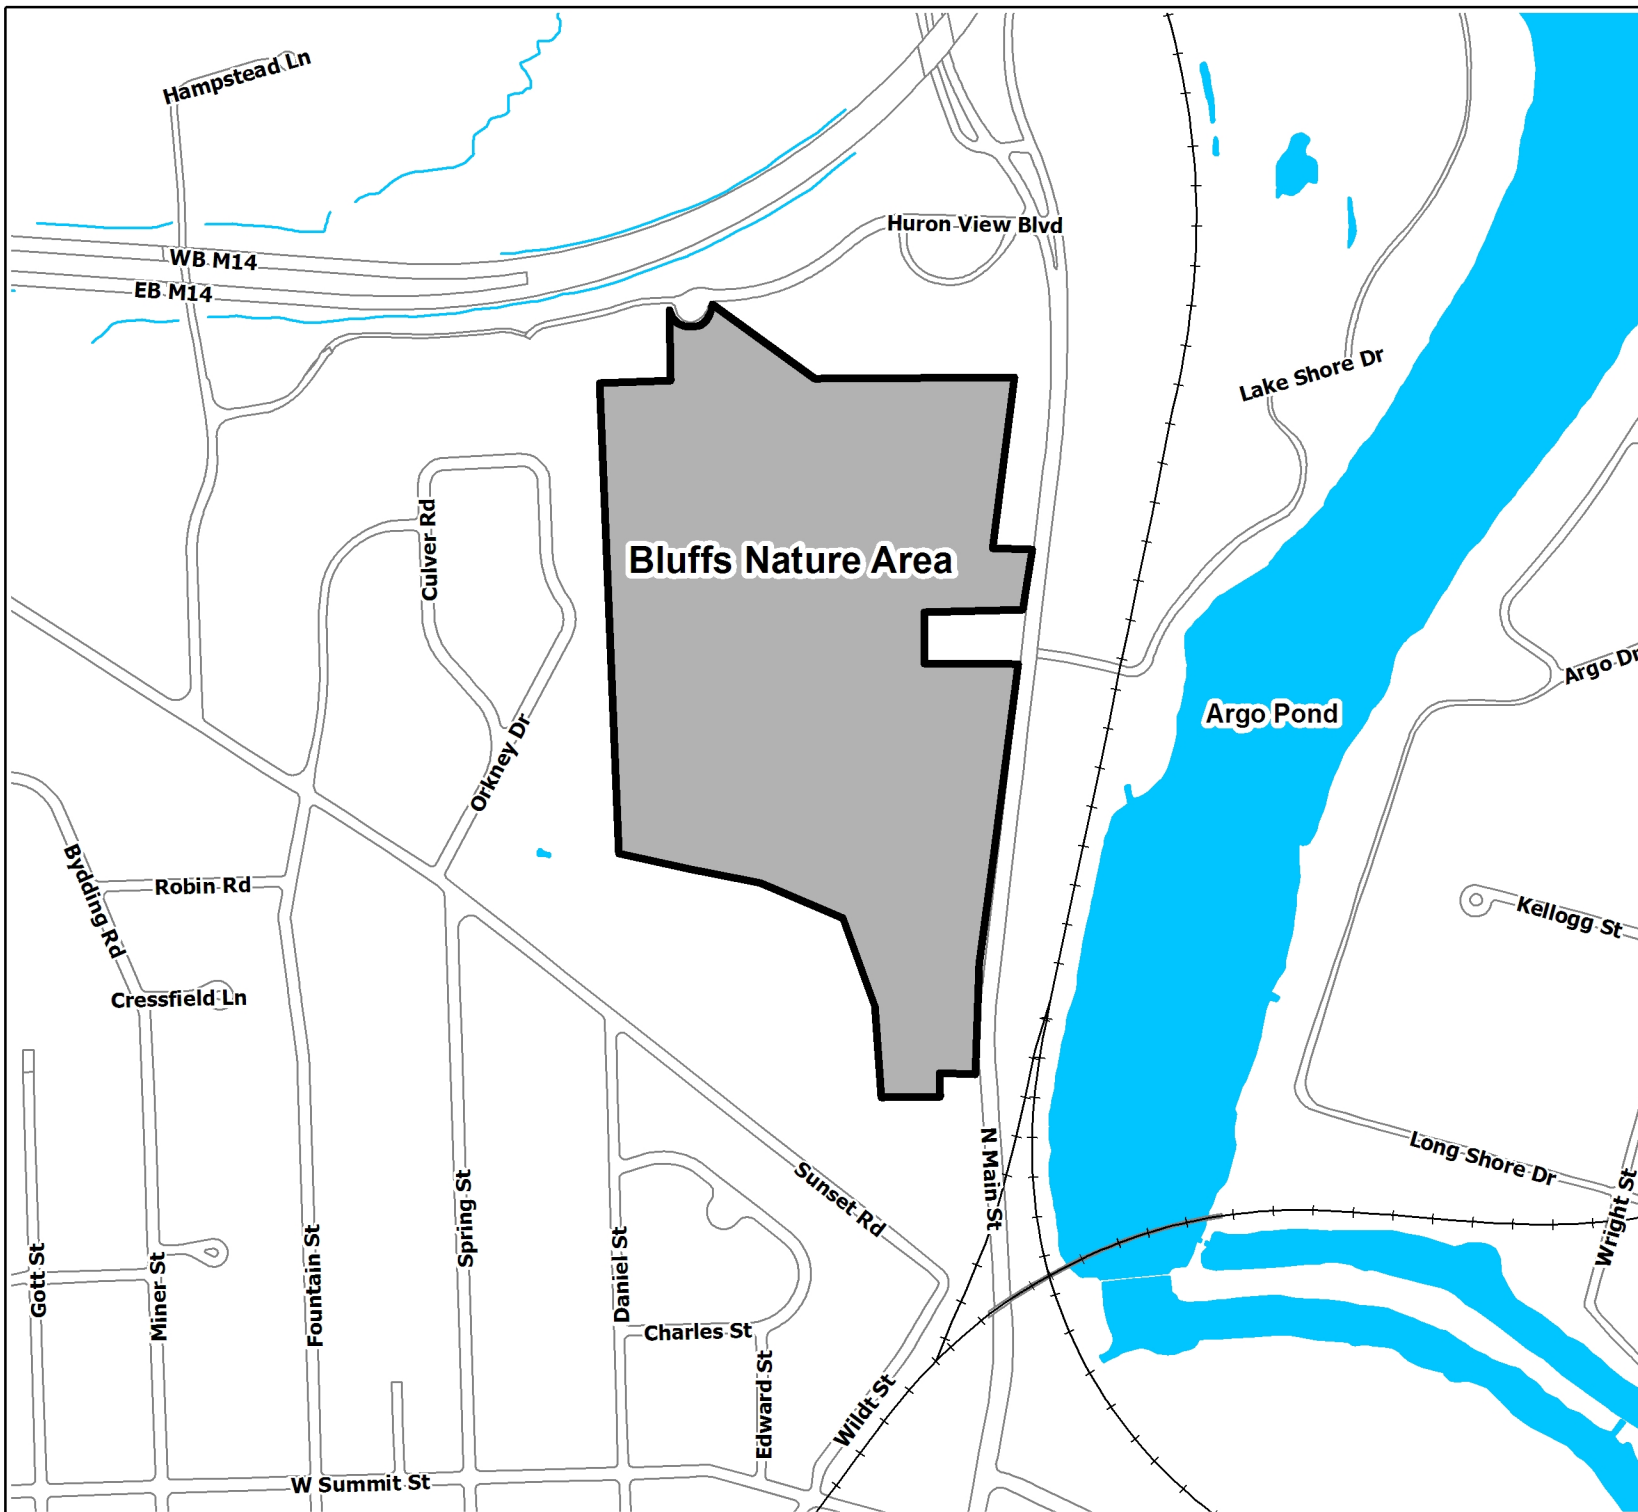 Hampstead Ln
Huron View Blvd
WB M14
EB M14
Lake Shore Dr
Culver Rd
Bluffs Nature Area
Argo Dr
Argo Pond
Orkney Dr
Bydding Rd
Robin Rd
Kellogg St
Cressfield Ln
N Main St
Long Shore Dr
Sunset Rd
Wright St
Spring St
Gott St
Miner St
Fountain St
Daniel St
Charles St
Edward St
Wildt St
W Summit St